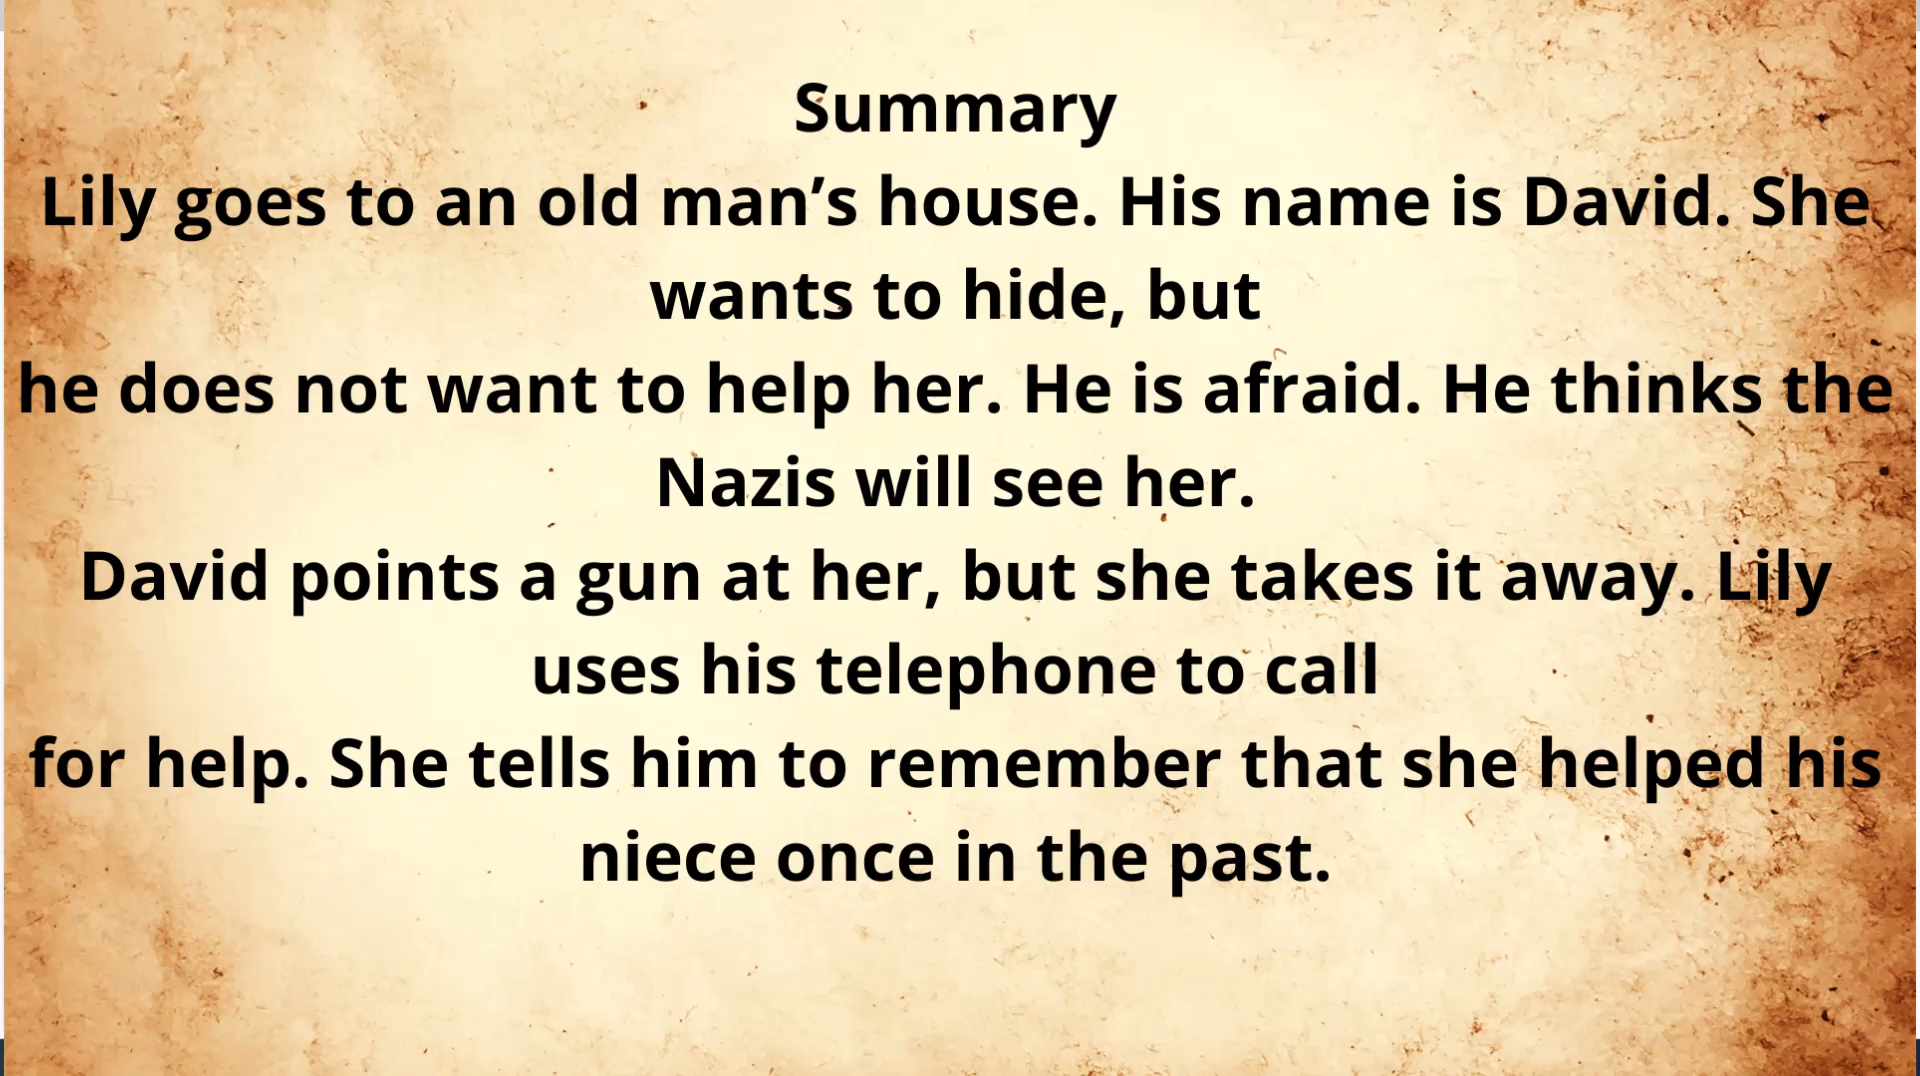 Summary
Lily goes to an old man’s house. His name is David. She
wants to hide, but
he does not want to help her. He is afraid. He thinks the
Nazis will see her.
David points a gun at her, but she takes it away. Lily
uses his telephone to call
for help. She tells him to remember that she helped his
niece once in the past.